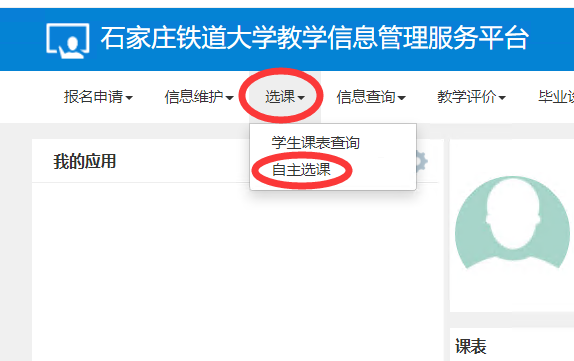 石家庄铁道大学教学信息管理服务平台
报名申请 信息维护 选课 信息查询 教学评价 毕业
学生课表查询
自主选课
我的应用
课表